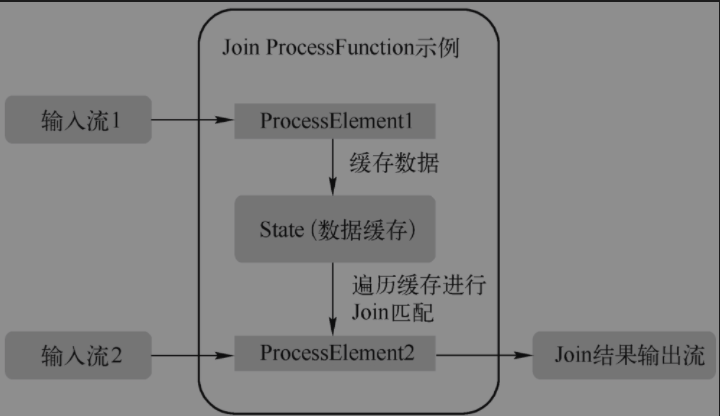 Join ProcessFunction示例
输入流1
ProcessElement1
缓存数据
State (数据缓存)
遍历缓存进行
Join匹配
输入流2
ProcessElement2
Join结果输出流